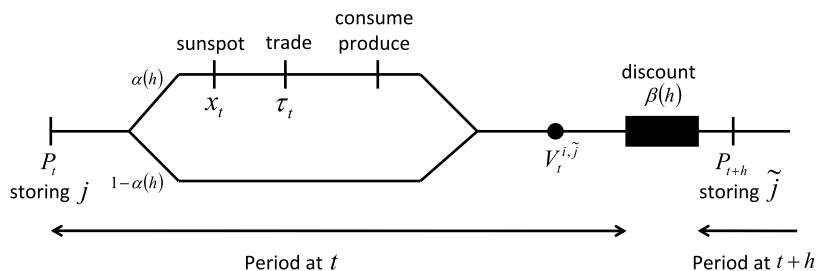 consume
produce
sunspot
trade
discount
β(h)
α(h)
x_t
τ_t
P_t
storing j
1−α(h)
V_t^{i,j̃}
P_{t+h}
storing j̃
Period at t
Period at t+h